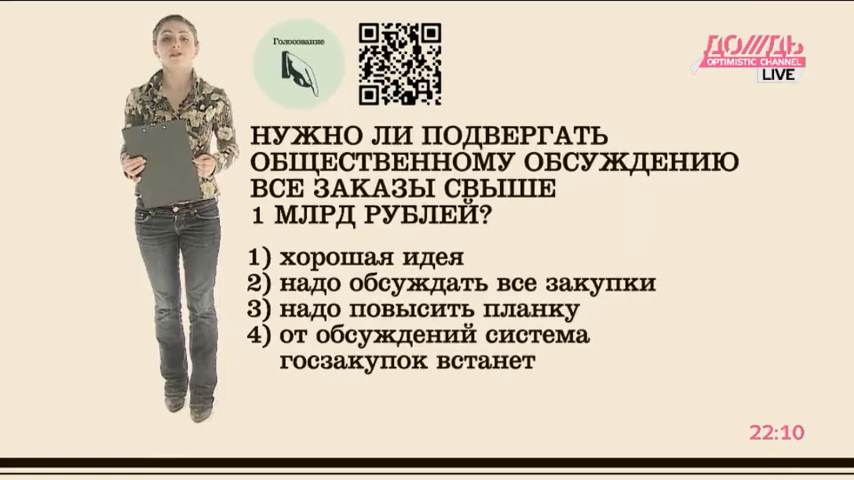 Голосование
ДОЖДЬ
OPTIMISTIC CHANNEL
LIVE
НУЖНО ЛИ ПОДВЕРГАТЬ
ОБЩЕСТВЕННОМУ ОБСУЖДЕНИЮ
ВСЕ ЗАКАЗЫ СВЫШЕ
1 МЛРД РУБЛЕЙ?
1) хорошая идея
2) надо обсуждать все закупки
3) надо повысить планку
4) от обсуждений система
госзакупок встанет
22:10